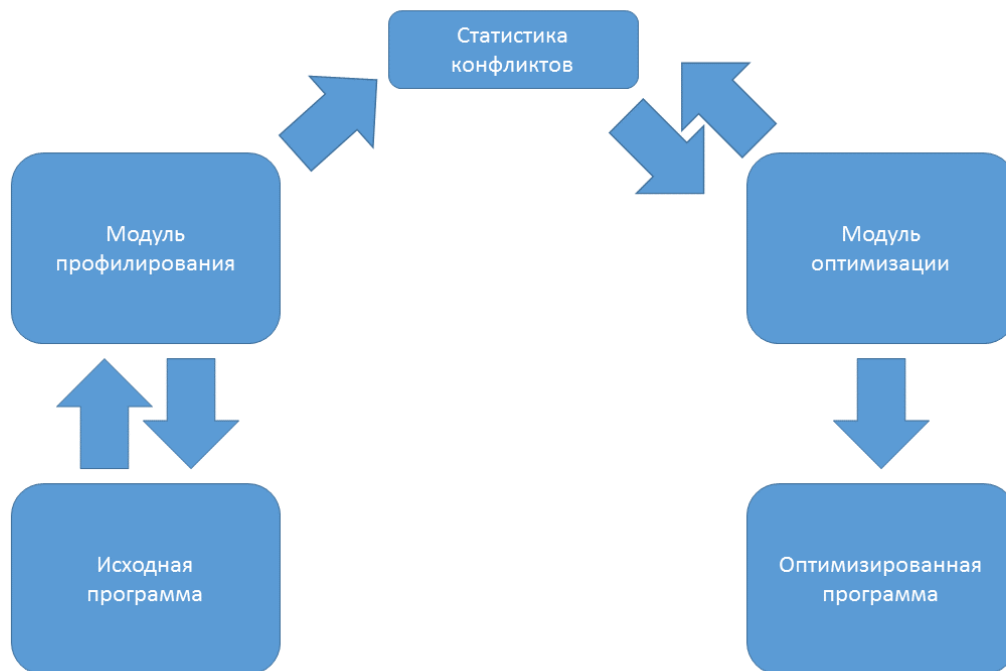 Статистика
конфликтов
Модуль
профилирования
Модуль
оптимизации
Исходная
программа
Оптимизированная
программа